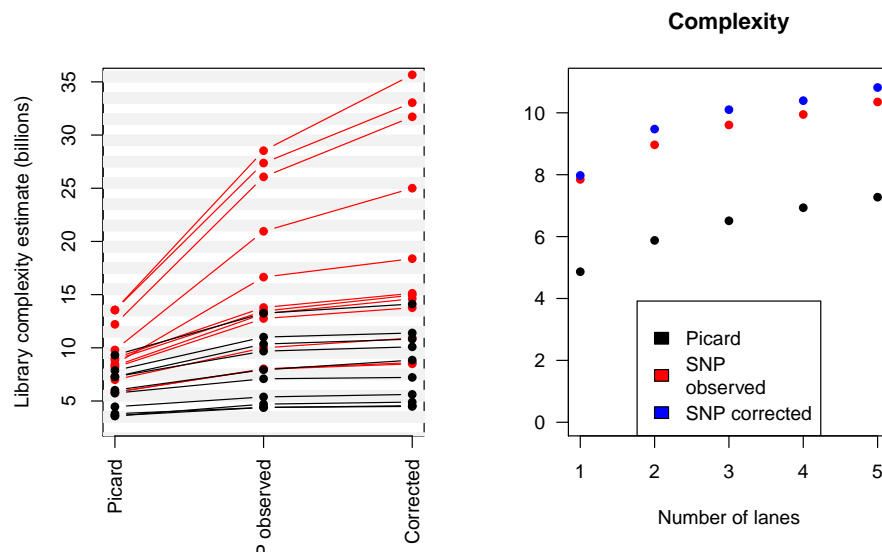 Library complexity estimate (billions)
35
30
25
20
15
10
5
Picard
P observed
Corrected
Complexity
10
8
6
4
2
0
Picard
SNP
observed
SNP corrected
1 2 3 4 5
Number of lanes